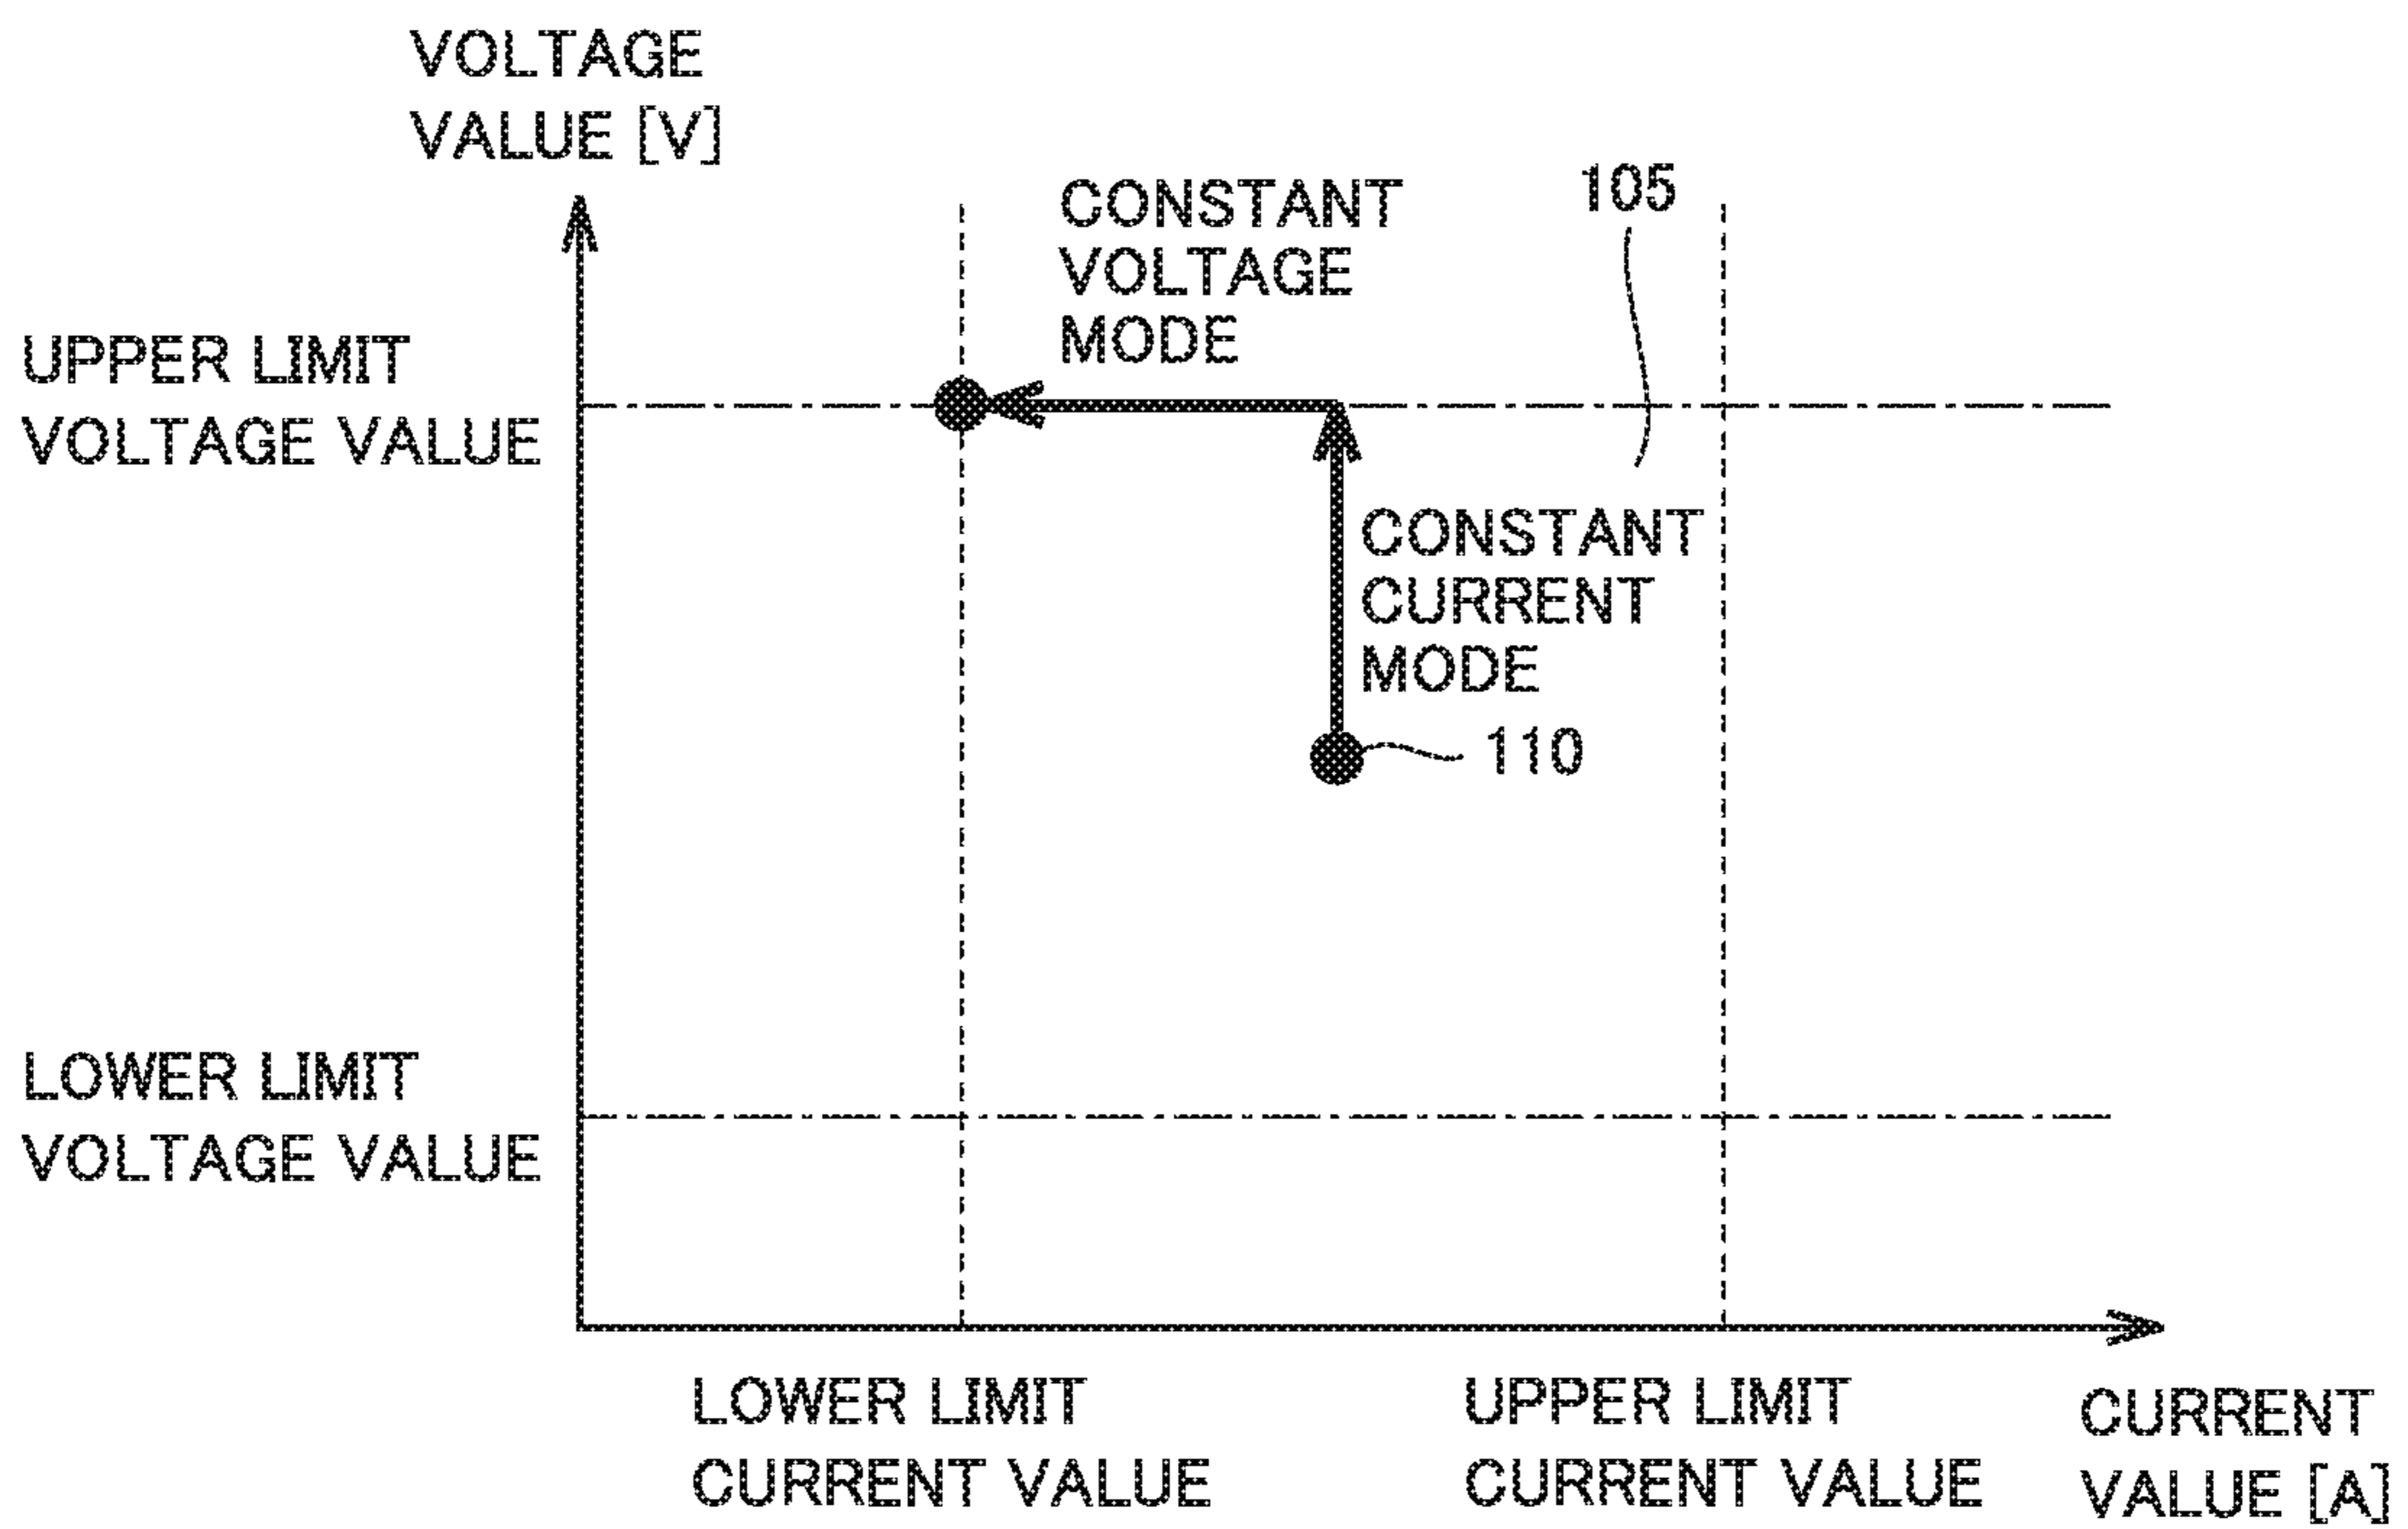 VOLTAGE
VALUE [V]
CONSTANT
VOLTAGE
MODE
105
UPPER LIMIT
VOLTAGE VALUE
CONSTANT
CURRENT
MODE
110
LOWER LIMIT
VOLTAGE VALUE
LOWER LIMIT
CURRENT VALUE
UPPER LIMIT
CURRENT VALUE
CURRENT
VALUE [A]